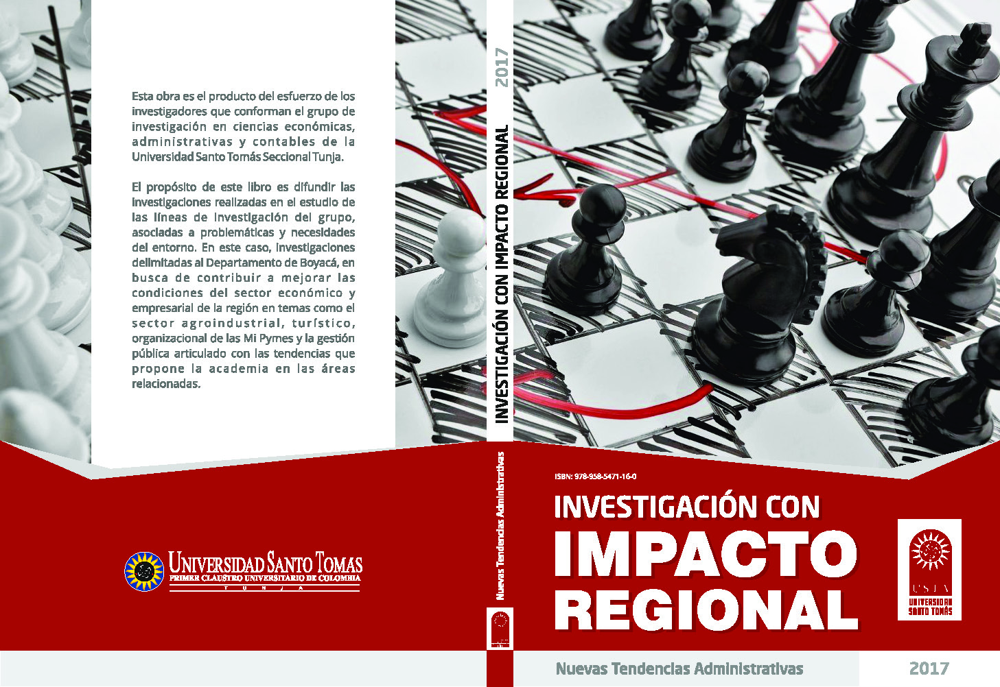 Esta obra es el producto del esfuerzo de los
investigadores que conforman el grupo de
investigación en ciencias económicas,
administrativas y contables de la
Universidad Santo Tomás Seccional Tunja.
El propósito de este libro es difundir las
investigaciones realizadas en el estudio de
las líneas de investigación del grupo,
asociadas a problemáticas y necesidades
del entorno. En este caso, investigaciones
delimitadas al Departamento de Boyacá, en
busca de contribuir a mejorar las
condiciones del sector económico y
empresarial de la región en temas como el
sector agroindustrial, turístico,
organizacional de las Mi Pymes y la gestión
pública articulado con las tendencias que
propone la academia en las áreas
relacionadas.
UNIVERSIDAD SANTO TOMAS
PRIMER CLAUSTRO UNIVERSITARIO DE COLOMBIA
TUNJA
2017
INVESTIGACIÓN CON IMPACTO REGIONAL
Nuevas Tendencias Administrativas
ISBN: 978-958-5471-16-0
INVESTIGACIÓN CON
IMPACTO
REGIONAL
USTA
UNIVERSIDAD
SANTO TOMÁS
Nuevas Tendencias Administrativas
2017